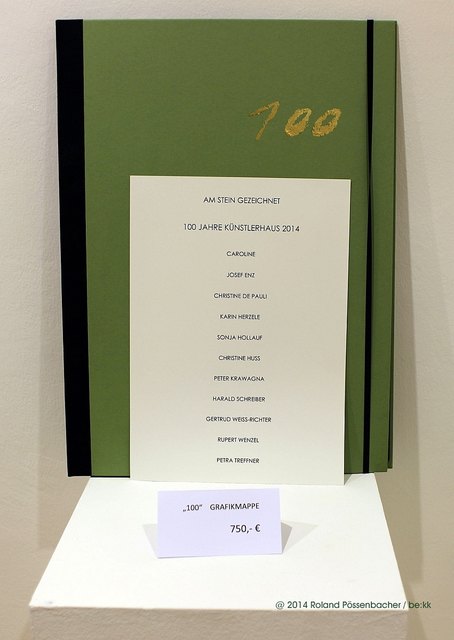 100
AM STEIN GEZEICHNET
100 JAHRE KÜNSTLERHAUS 2014
CAROLINE
JOSEF ENZ
CHRISTINE DE PAULI
KARIN HERZELE
SONJA HOLLAUF
CHRISTINE HUSS
PETER KRAWAGNA
HARALD SCHREIBER
GERTRUD WEISS-RICHTER
RUPERT WENZEL
PETRA TREFFNER
„100“ GRAFIKMAPPE
750,- €
@ 2014 Roland Pössenbacher / be:kk